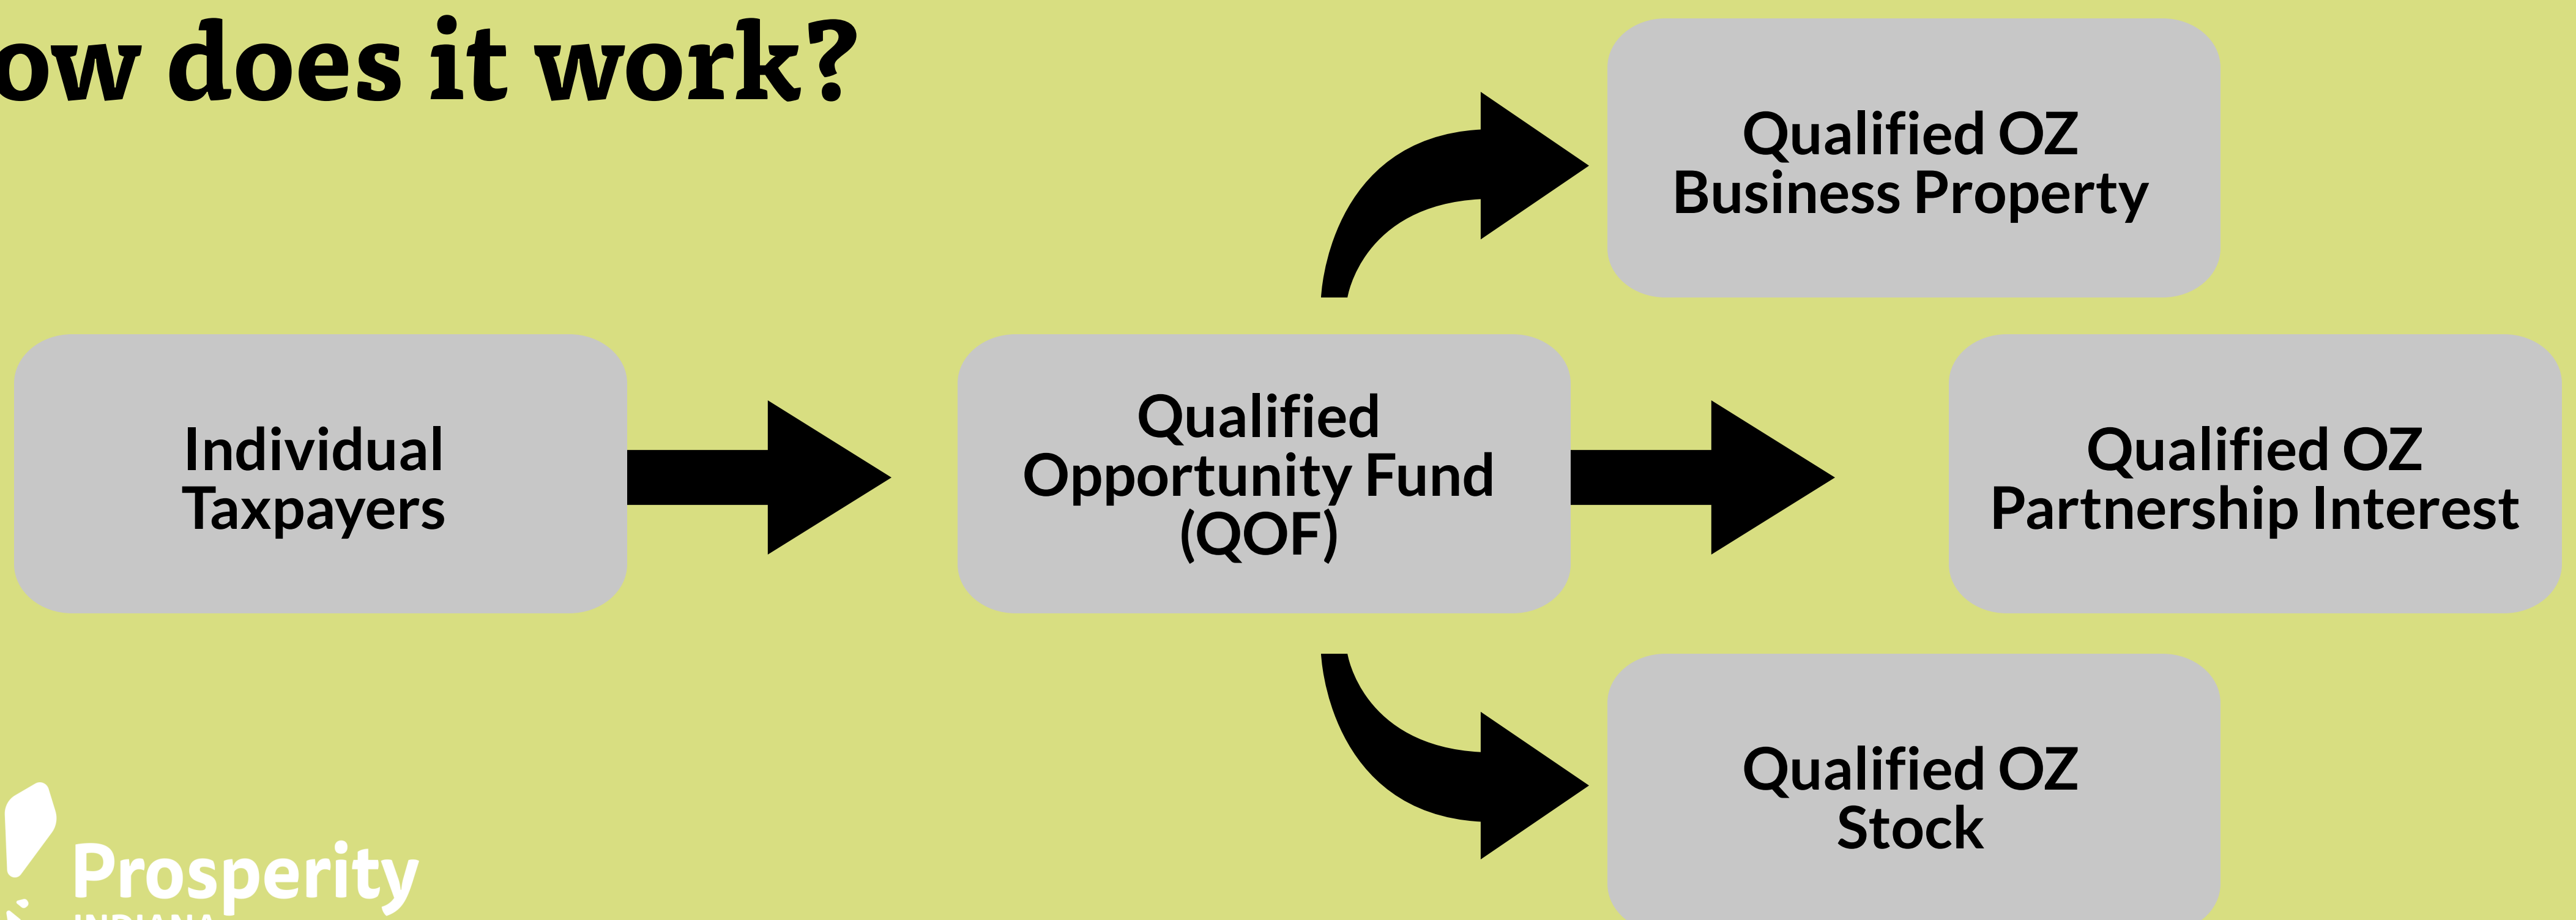 ow does it work?
Qualified OZ
Business Property
Individual
Taxpayers
Qualified
Opportunity Fund
(QOF)
Qualified OZ
Partnership Interest
Qualified OZ
Stock
Prosperity
INDIANA